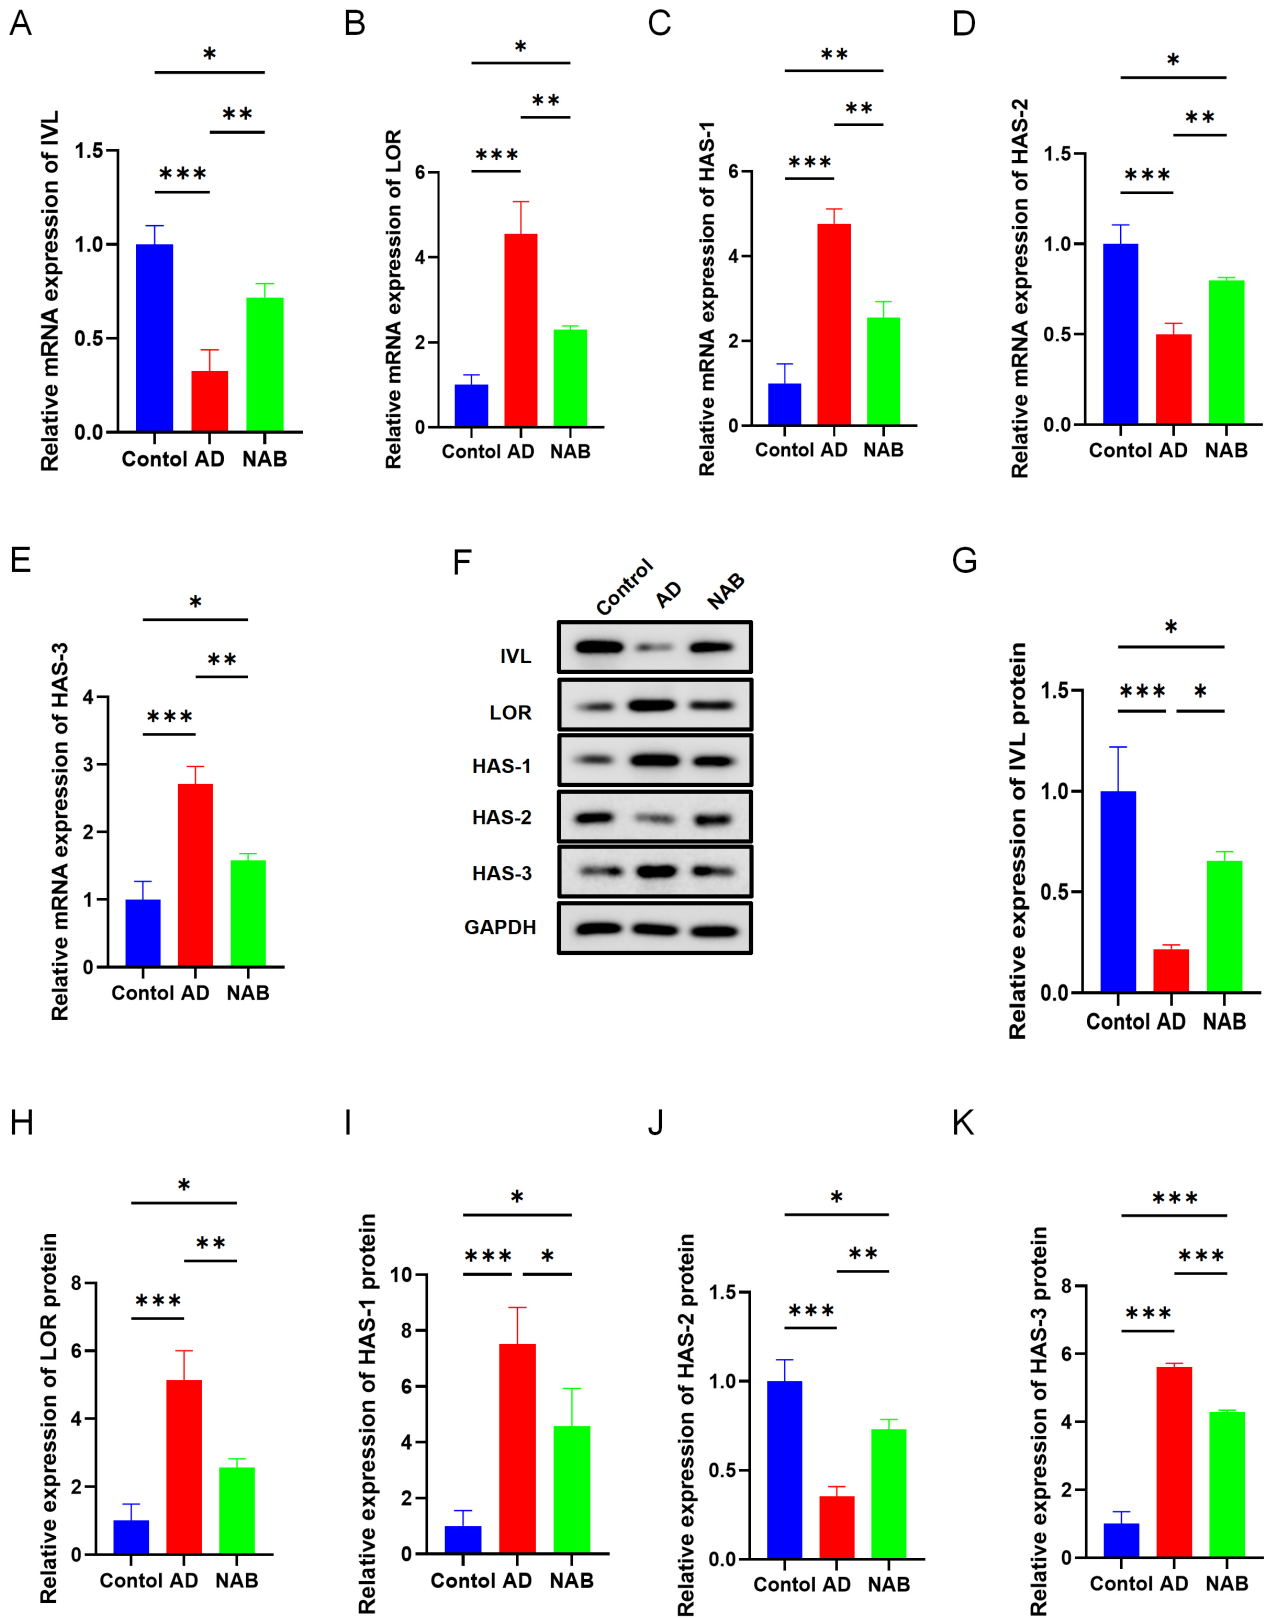 A
*
**
***
Relative mRNA expression of IVL
1.5
1.0
0.5
0.0
Contol AD NAB
B
*
**
***
Relative mRNA expression of LOR
6
4
2
0
Contol AD NAB
C
**
**
***
Relative mRNA expression of HAS-1
6
4
2
0
Contol AD NAB
D
*
**
***
Relative mRNA expression of HAS-2
1.5
1.0
0.5
0.0
Contol AD NAB
E
*
**
***
Relative mRNA expression of HAS-3
4
3
2
1
0
Contol AD NAB
F
Control AD NAB
IVL
LOR
HAS-1
HAS-2
HAS-3
GAPDH
G
*
*** *
Relative expression of IVL protein
1.5
1.0
0.5
0.0
Contol AD NAB
H
*
**
***
Relative expression of LOR protein
8
6
4
2
0
Contol AD NAB
I
*
*** *
Relative expression of HAS-1 protein
10
8
6
4
2
0
Contol AD NAB
J
*
**
***
Relative expression of HAS-2 protein
1.5
1.0
0.5
0.0
Contol AD NAB
K
***
***
***
Relative expression of HAS-3 protein
8
6
4
2
0
Contol AD NAB